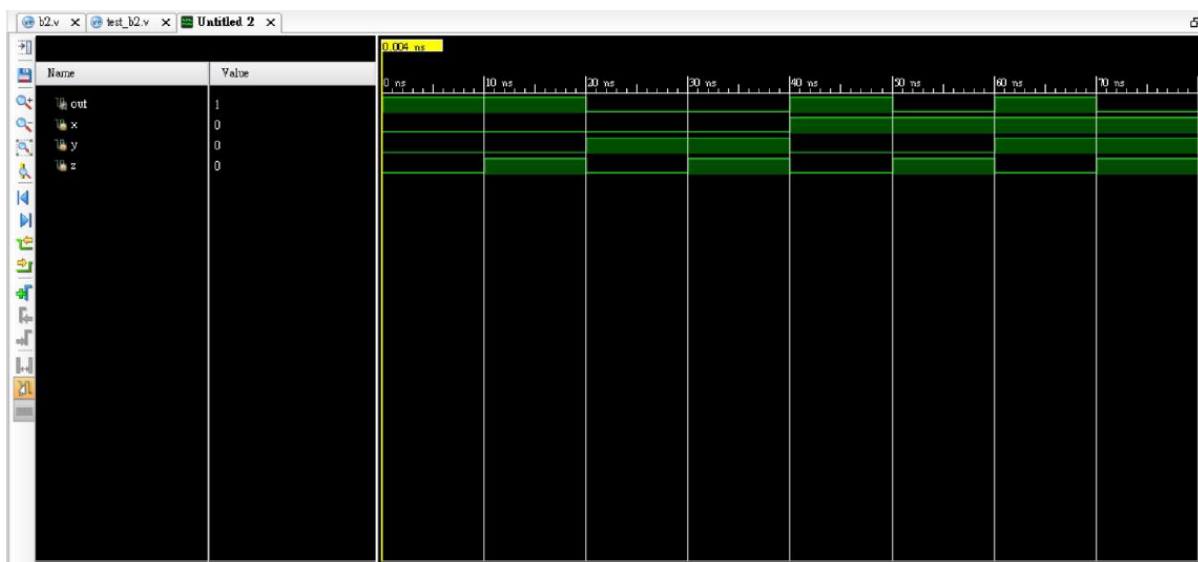 b2.v x test_b2.v x Untitled 2 x
0.004 ns
Name Value
0 ns 10 ns 20 ns 30 ns 40 ns 50 ns 60 ns 70 ns
out 1
x 0
y 0
z 0